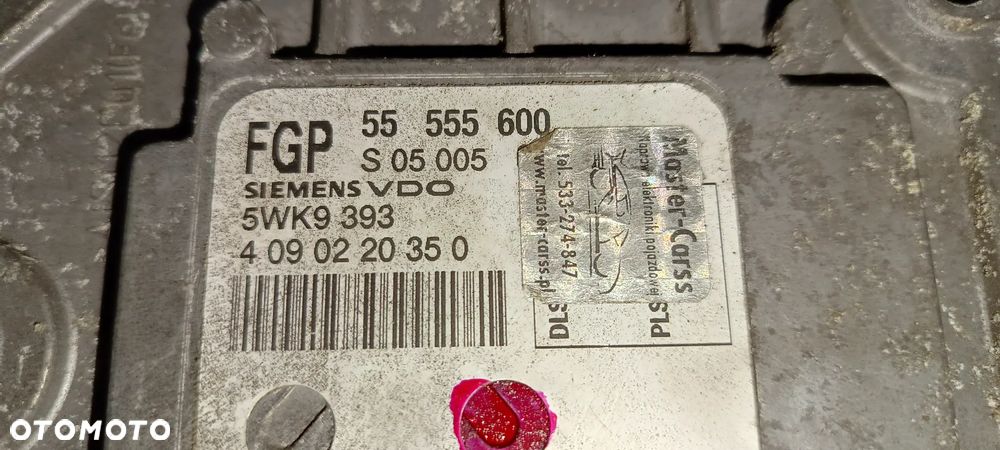 FGP 55 555 600
S 05 005
SIEMENS VDO
5WK9 393
4 09 02 20 35 0
Master-Carss
elektroniki pojazdowej
Tel. 533-274-847
www.master-carss.pl
DLS
PLS
OTOMOTO